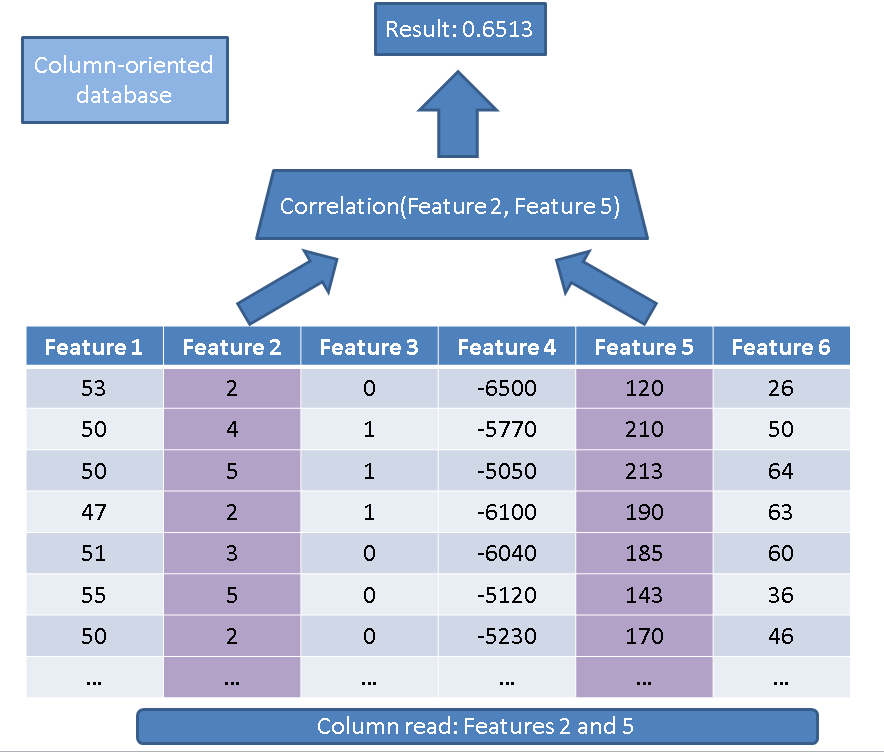 Result: 0.6513
Column-oriented
database
Correlation(Feature 2, Feature 5)
Feature 1 Feature 2 Feature 3 Feature 4 Feature 5 Feature 6
53 2 0 -6500 120 26
50 4 1 -5770 210 50
50 5 1 -5050 213 64
47 2 1 -6100 190 63
51 3 0 -6040 185 60
55 5 0 -5120 143 36
50 2 0 -5230 170 46
... ... ... ... ... ...
Column read: Features 2 and 5